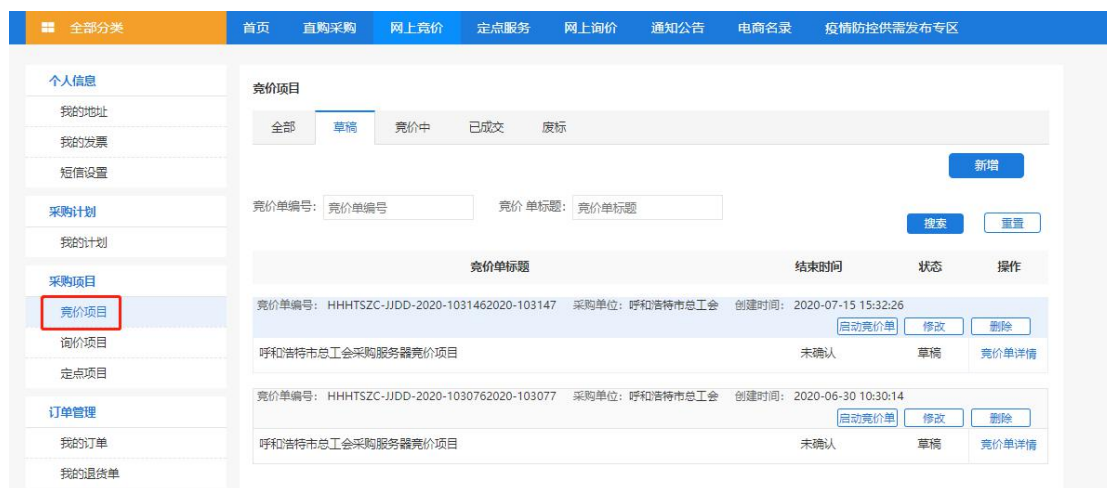 全部分类 首页 直购采购 网上竞价 定点服务 网上询价 通知公告 电商名录 疫情防控供需发布专区
个人信息
我的地址
我的发票
短信设置
采购计划
我的计划
采购项目
竞价项目
询价项目
定点项目
订单管理
我的订单
我的退货单
竞价项目
全部 草稿 竞价中 已成交 废标
新增
竞价单编号: 竞价单编号 竞价 单标题: 竞价单标题
搜索 重置
竞价单标题 结束时间 状态 操作
竞价单编号: HHHTSZC-JJDD-2020-1031462020-103147 采购单位: 呼和浩特市总工会 创建时间: 2020-07-15 15:32:26
启动竞价单 修改 删除
呼和浩特市总工会采购服务器竞价项目 未确认 草稿 竞价单详情
竞价单编号: HHHTSZC-JJDD-2020-1030762020-103077 采购单位: 呼和浩特市总工会 创建时间: 2020-06-30 10:30:14
启动竞价单 修改 删除
呼和浩特市总工会采购服务器竞价项目 未确认 草稿 竞价单详情